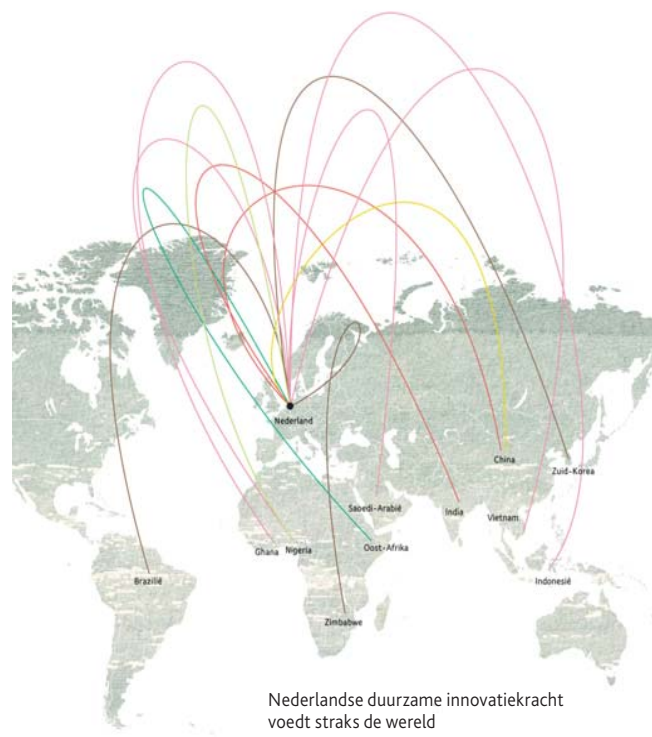 Nederland
China
Zuid-Korea
Saoedi-Arabië
India
Vietnam
Ghana
Nigeria
Oost-Afrika
Brazilië
Indonesië
Zimbabwe
Nederlandse duurzame innovatiekracht
voedt straks de wereld